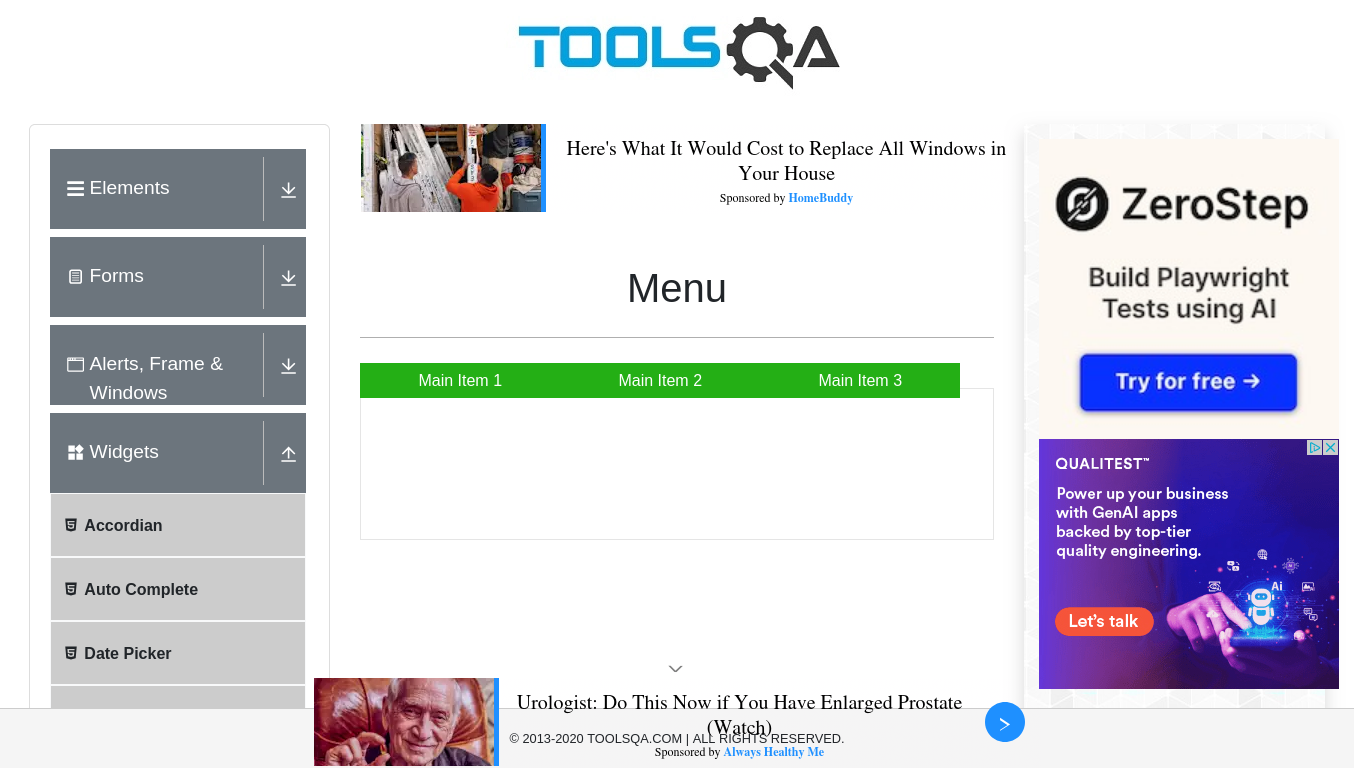 TOOLSQA
Elements
Forms
Alerts, Frame &
Windows
Widgets
Accordian
Auto Complete
Date Picker
Here's What It Would Cost to Replace All Windows in
Your House
Sponsored by HomeBuddy
Menu
Main Item 1
Main Item 2
Main Item 3
ZeroStep
Build Playwright
Tests using AI
Try for free →
QUALITEST™
Power up your business
with GenAI apps
backed by top-tier
quality engineering.
Ai
Let's talk
Urologist: Do This Now if You Have Enlarged Prostate
(Watch)
© 2013-2020 TOOLSQA.COM | ALL RIGHTS RESERVED.
Sponsored by Always Healthy Me